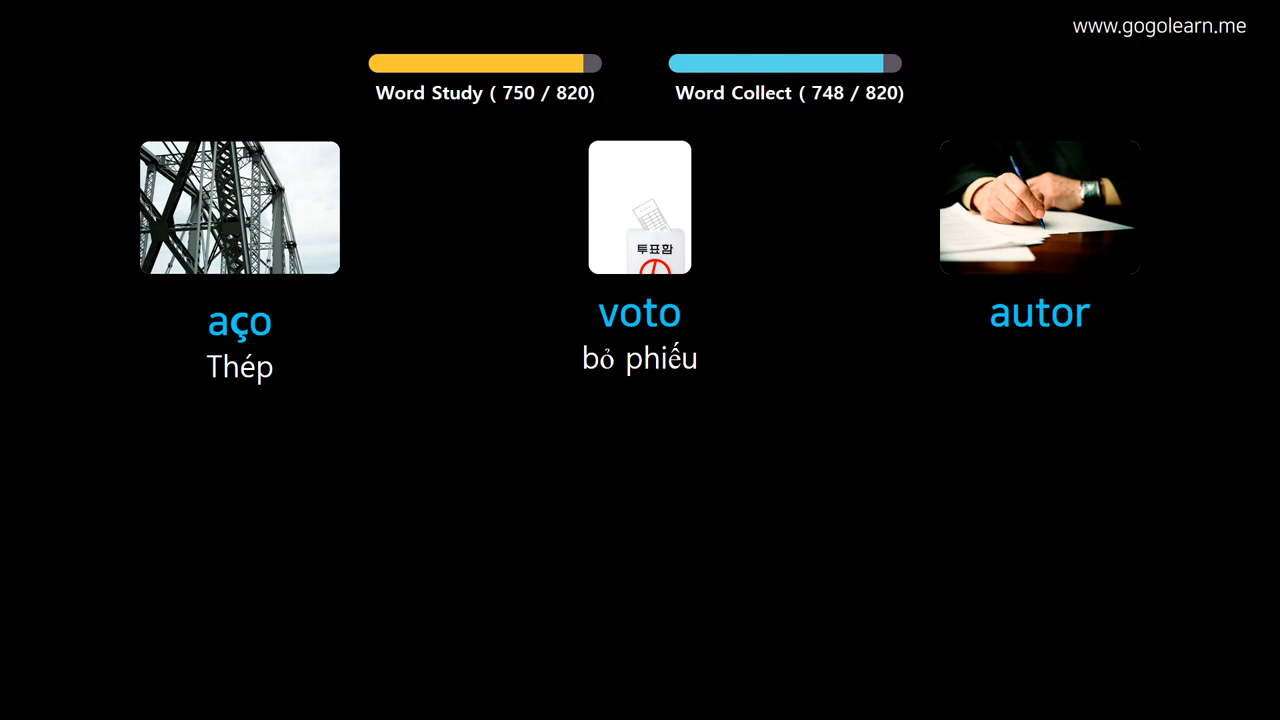 www.gogolearn.me
Word Study ( 750 / 820)
Word Collect ( 748 / 820)
투표함
aço
voto
autor
Thép
bỏ phiếu